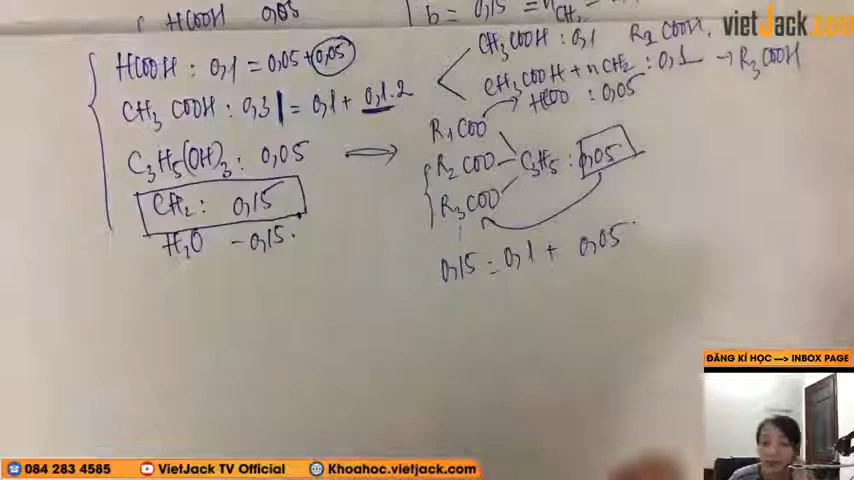 HCOOH 0,05
b = 0,15 = n CH2
vietJack.com
HCOOH : 0,1 = 0,05 + 0,05
CH3COOH : 0,3 = 0,1 + 0,1.2
C3H5(OH)3 : 0,05
CH2 : 0,15
H2O -0,15.
CH3COOH : 0,1 R2COOH,
CH3COOH + nCH2 : 0,1 → R3COOH
HCOO : 0,05
R1COO
R2COO – C3H5 : 0,05
R3COO
0,15 = 0,1 + 0,05
ĐĂNG KÍ HỌC —> INBOX PAGE
084 283 4585 VietJack TV Official Khoahoc.vietjack.com